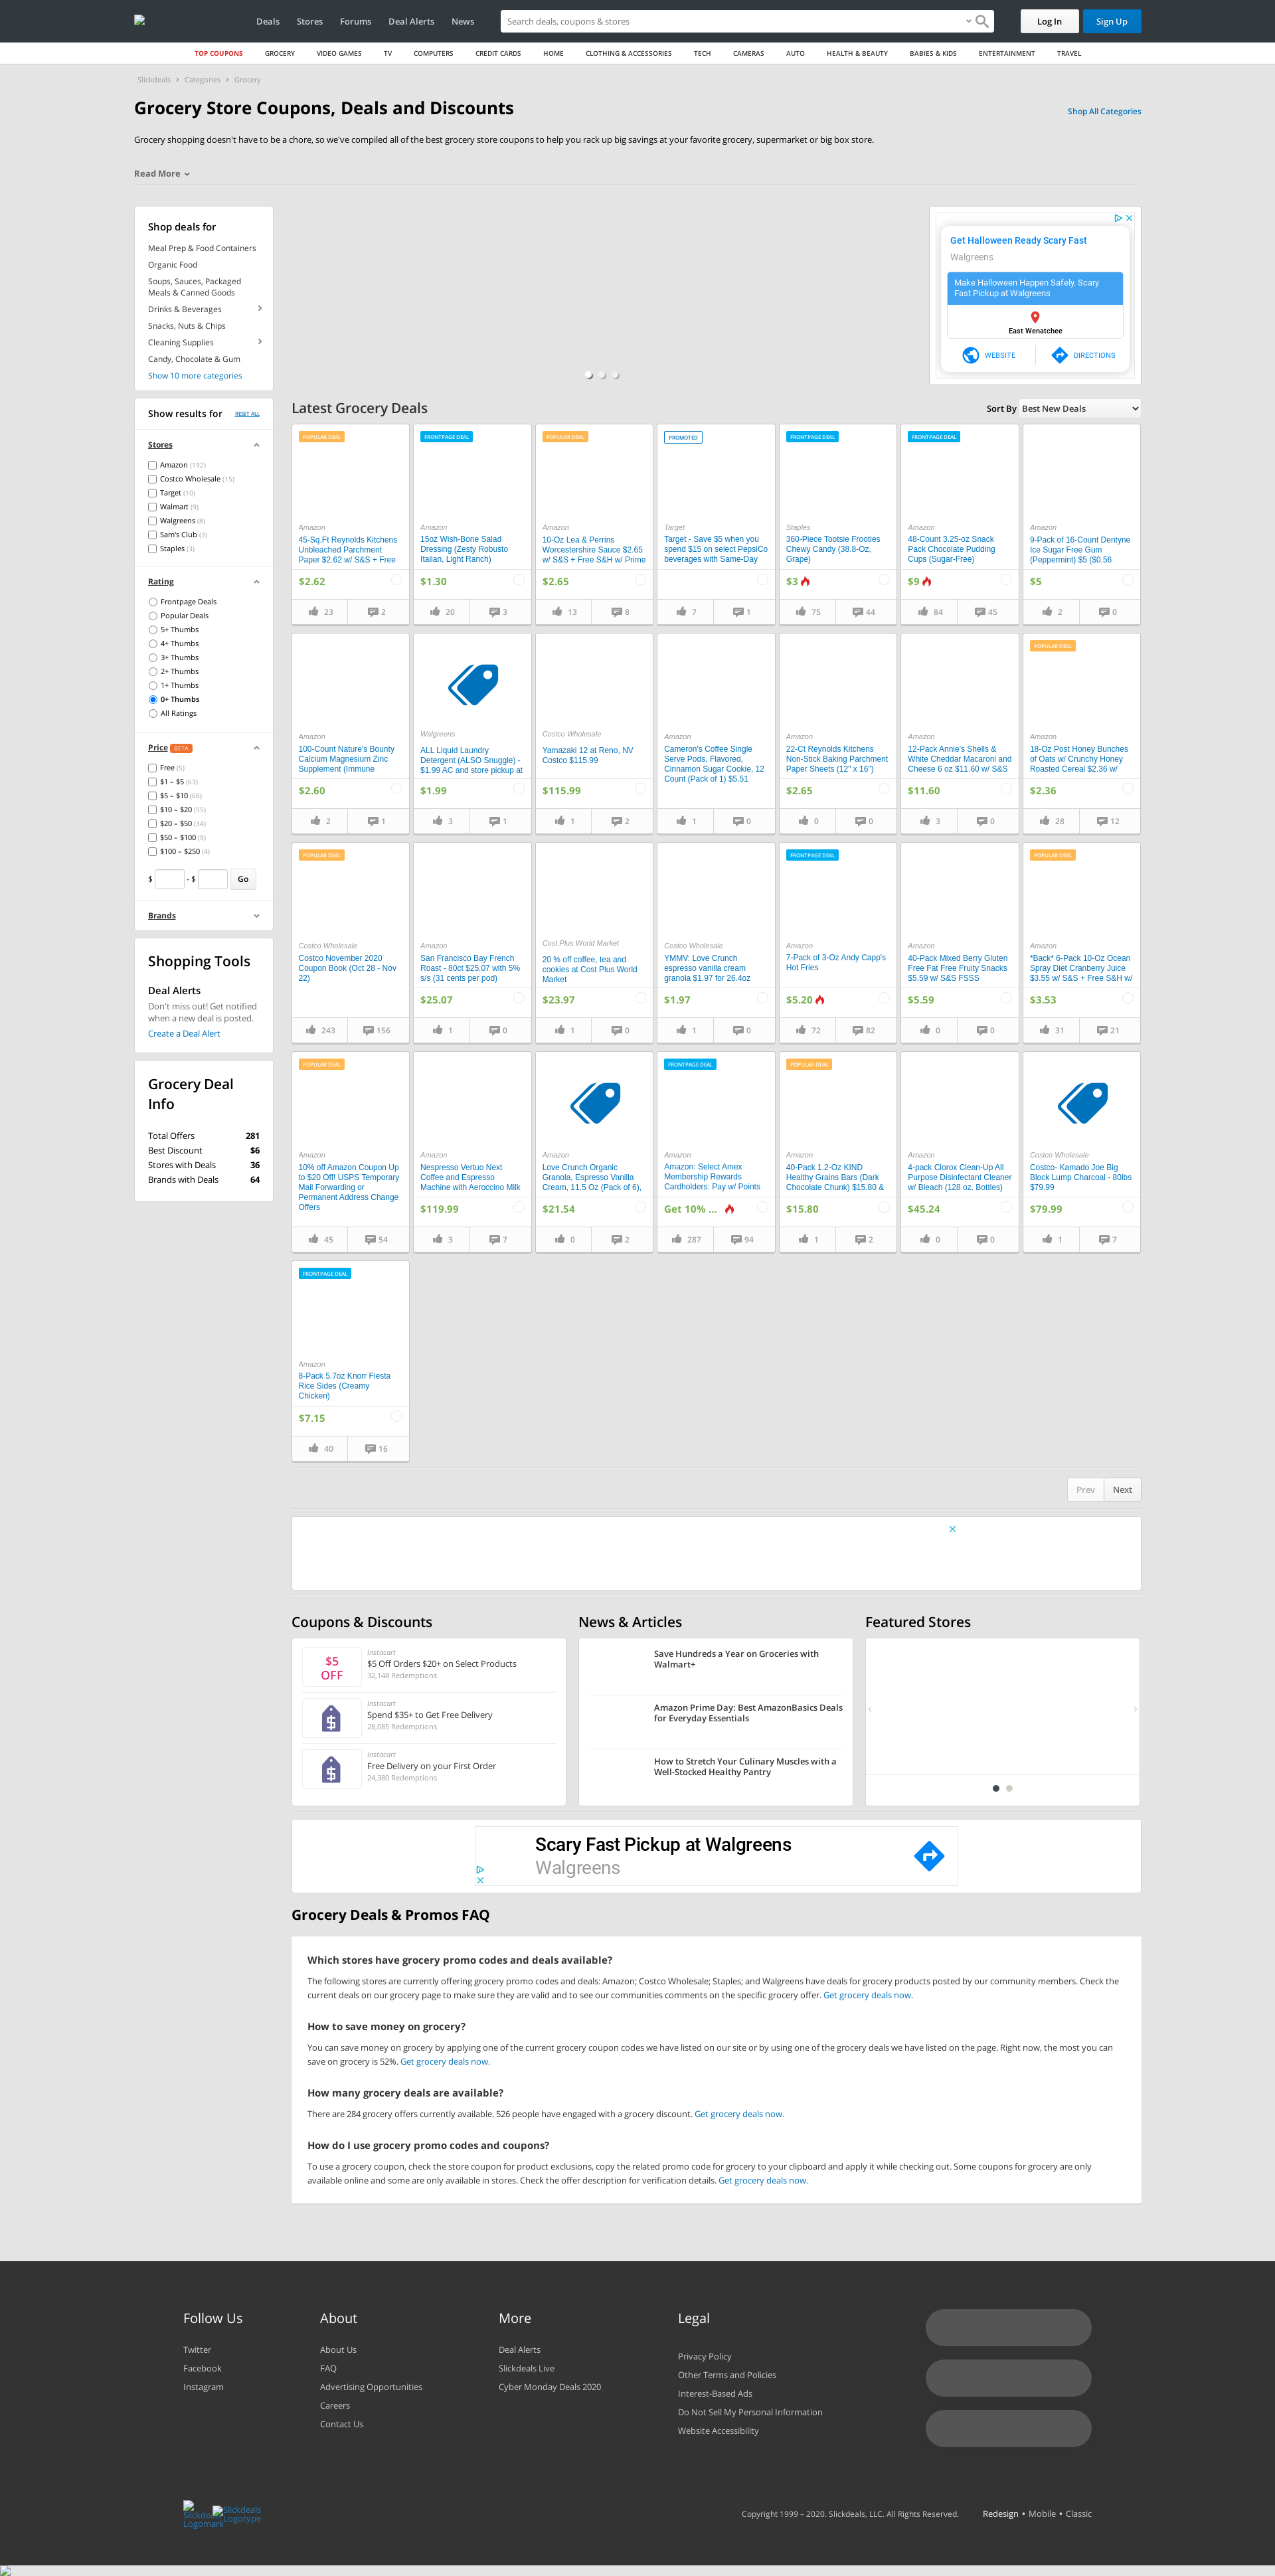 Deals Stores Forums Deal Alerts News
Search deals, coupons & stores
Log In Sign Up
TOP COUPONS GROCERY VIDEO GAMES TV COMPUTERS CREDIT CARDS HOME CLOTHING & ACCESSORIES TECH CAMERAS AUTO HEALTH & BEAUTY BABIES & KIDS ENTERTAINMENT TRAVEL
Slickdeals › Categories › Grocery
Grocery Store Coupons, Deals and Discounts
Shop All Categories
Grocery shopping doesn't have to be a chore, so we've compiled all of the best grocery store coupons to help you rack up big savings at your favorite grocery, supermarket or big box store.
Read More
Shop deals for
Meal Prep & Food Containers
Organic Food
Soups, Sauces, Packaged
Meals & Canned Goods
Drinks & Beverages
Snacks, Nuts & Chips
Cleaning Supplies
Candy, Chocolate & Gum
Show 10 more categories
Show results for RESET ALL
Stores
Amazon (192)
Costco Wholesale (15)
Target (10)
Walmart (9)
Walgreens (8)
Sam's Club (3)
Staples (3)
Rating
Frontpage Deals
Popular Deals
5+ Thumbs
4+ Thumbs
3+ Thumbs
2+ Thumbs
1+ Thumbs
0+ Thumbs
All Ratings
Price BETA
Free (5)
$1 – $5 (63)
$5 – $10 (68)
$10 – $20 (55)
$20 – $50 (34)
$50 – $100 (9)
$100 – $250 (4)
$ - $ Go
Brands
Shopping Tools
Deal Alerts
Don't miss out! Get notified
when a new deal is posted.
Create a Deal Alert
Grocery Deal
Info
Total Offers 281
Best Discount $6
Stores with Deals 36
Brands with Deals 64
Get Halloween Ready Scary Fast
Walgreens
Make Halloween Happen Safely. Scary
Fast Pickup at Walgreens
East Wenatchee
WEBSITE DIRECTIONS
Latest Grocery Deals
Sort By Best New Deals
POPULAR DEAL
Amazon
45-Sq.Ft Reynolds Kitchens
Unbleached Parchment
Paper $2.62 w/ S&S + Free
$2.62
23 2
FRONTPAGE DEAL
Amazon
15oz Wish-Bone Salad
Dressing (Zesty Robusto
Italian, Light Ranch)
$1.30
20 3
POPULAR DEAL
Amazon
10-Oz Lea & Perrins
Worcestershire Sauce $2.65
w/ S&S + Free S&H w/ Prime
$2.65
13 8
PROMOTED
Target
Target - Save $5 when you
spend $15 on select PepsiCo
beverages with Same-Day
7 1
FRONTPAGE DEAL
Staples
360-Piece Tootsie Frooties
Chewy Candy (38.8-Oz,
Grape)
$3
75 44
FRONTPAGE DEAL
Amazon
48-Count 3.25-oz Snack
Pack Chocolate Pudding
Cups (Sugar-Free)
$9
84 45
Amazon
9-Pack of 16-Count Dentyne
Ice Sugar Free Gum
(Peppermint) $5 ($0.56
$5
2 0
Amazon
100-Count Nature's Bounty
Calcium Magnesium Zinc
Supplement (Immune
$2.60
2 1
Walgreens
ALL Liquid Laundry
Detergent (ALSO Snuggle) -
$1.99 AC and store pickup at
$1.99
3 1
Costco Wholesale
Yamazaki 12 at Reno, NV
Costco $115.99
$115.99
1 2
Amazon
Cameron's Coffee Single
Serve Pods, Flavored,
Cinnamon Sugar Cookie, 12
Count (Pack of 1) $5.51
1 0
Amazon
22-Ct Reynolds Kitchens
Non-Stick Baking Parchment
Paper Sheets (12" x 16")
$2.65
0 0
Amazon
12-Pack Annie's Shells &
White Cheddar Macaroni and
Cheese 6 oz $11.60 w/ S&S
$11.60
3 0
POPULAR DEAL
Amazon
18-Oz Post Honey Bunches
of Oats w/ Crunchy Honey
Roasted Cereal $2.36 w/
$2.36
28 12
POPULAR DEAL
Costco Wholesale
Costco November 2020
Coupon Book (Oct 28 - Nov
22)
243 156
Amazon
San Francisco Bay French
Roast - 80ct $25.07 with 5%
s/s (31 cents per pod)
$25.07
1 0
Cost Plus World Market
20 % off coffee, tea and
cookies at Cost Plus World
Market
$23.97
1 0
Costco Wholesale
YMMV: Love Crunch
espresso vanilla cream
granola $1.97 for 26.4oz
$1.97
1 0
FRONTPAGE DEAL
Amazon
7-Pack of 3-Oz Andy Capp's
Hot Fries
$5.20
72 82
Amazon
40-Pack Mixed Berry Gluten
Free Fat Free Fruity Snacks
$5.59 w/ S&S FSSS
$5.59
0 0
POPULAR DEAL
Amazon
*Back* 6-Pack 10-Oz Ocean
Spray Diet Cranberry Juice
$3.55 w/ S&S + Free S&H w/
$3.53
31 21
POPULAR DEAL
Amazon
10% off Amazon Coupon Up
to $20 Off! USPS Temporary
Mail Forwarding or
Permanent Address Change
Offers
45 54
Amazon
Nespresso Vertuo Next
Coffee and Espresso
Machine with Aeroccino Milk
$119.99
3 7
Amazon
Love Crunch Organic
Granola, Espresso Vanilla
Cream, 11.5 Oz (Pack of 6),
$21.54
0 2
FRONTPAGE DEAL
Amazon
Amazon: Select Amex
Membership Rewards
Cardholders: Pay w/ Points
Get 10% ...
287 94
POPULAR DEAL
Amazon
40-Pack 1.2-Oz KIND
Healthy Grains Bars (Dark
Chocolate Chunk) $15.80 &
$15.80
1 2
Amazon
4-pack Clorox Clean-Up All
Purpose Disinfectant Cleaner
w/ Bleach (128 oz. Bottles)
$45.24
0 0
Costco Wholesale
Costco- Kamado Joe Big
Block Lump Charcoal - 80lbs
$79.99
$79.99
1 7
FRONTPAGE DEAL
Amazon
8-Pack 5.7oz Knorr Fiesta
Rice Sides (Creamy
Chicken)
$7.15
40 16
Prev Next
Coupons & Discounts
$5
OFF
Instacart
$5 Off Orders $20+ on Select Products
32,148 Redemptions
Instacart
Spend $35+ to Get Free Delivery
28,085 Redemptions
Instacart
Free Delivery on your First Order
24,380 Redemptions
News & Articles
Save Hundreds a Year on Groceries with
Walmart+
Amazon Prime Day: Best AmazonBasics Deals
for Everyday Essentials
How to Stretch Your Culinary Muscles with a
Well-Stocked Healthy Pantry
Featured Stores
Scary Fast Pickup at Walgreens
Walgreens
Grocery Deals & Promos FAQ
Which stores have grocery promo codes and deals available?
The following stores are currently offering grocery promo codes and deals: Amazon; Costco Wholesale; Staples; and Walgreens have deals for grocery products posted by our community members. Check the
current deals on our grocery page to make sure they are valid and to see our communities comments on the specific grocery offer. Get grocery deals now.
How to save money on grocery?
You can save money on grocery by applying one of the current grocery coupon codes we have listed on our site or by using one of the grocery deals we have listed on the page. Right now, the most you can
save on grocery is 52%. Get grocery deals now.
How many grocery deals are available?
There are 284 grocery offers currently available. 526 people have engaged with a grocery discount. Get grocery deals now.
How do I use grocery promo codes and coupons?
To use a grocery coupon, check the store coupon for product exclusions, copy the related promo code for grocery to your clipboard and apply it while checking out. Some coupons for grocery are only
available online and some are only available in stores. Check the offer description for verification details. Get grocery deals now.
Follow Us
Twitter
Facebook
Instagram
About
About Us
FAQ
Advertising Opportunities
Careers
Contact Us
More
Deal Alerts
Slickdeals Live
Cyber Monday Deals 2020
Legal
Privacy Policy
Other Terms and Policies
Interest-Based Ads
Do Not Sell My Personal Information
Website Accessibility
Slickdeals
Logomark
Slickdeals
Logotype
Copyright 1999 – 2020. Slickdeals, LLC. All Rights Reserved.
Redesign • Mobile • Classic